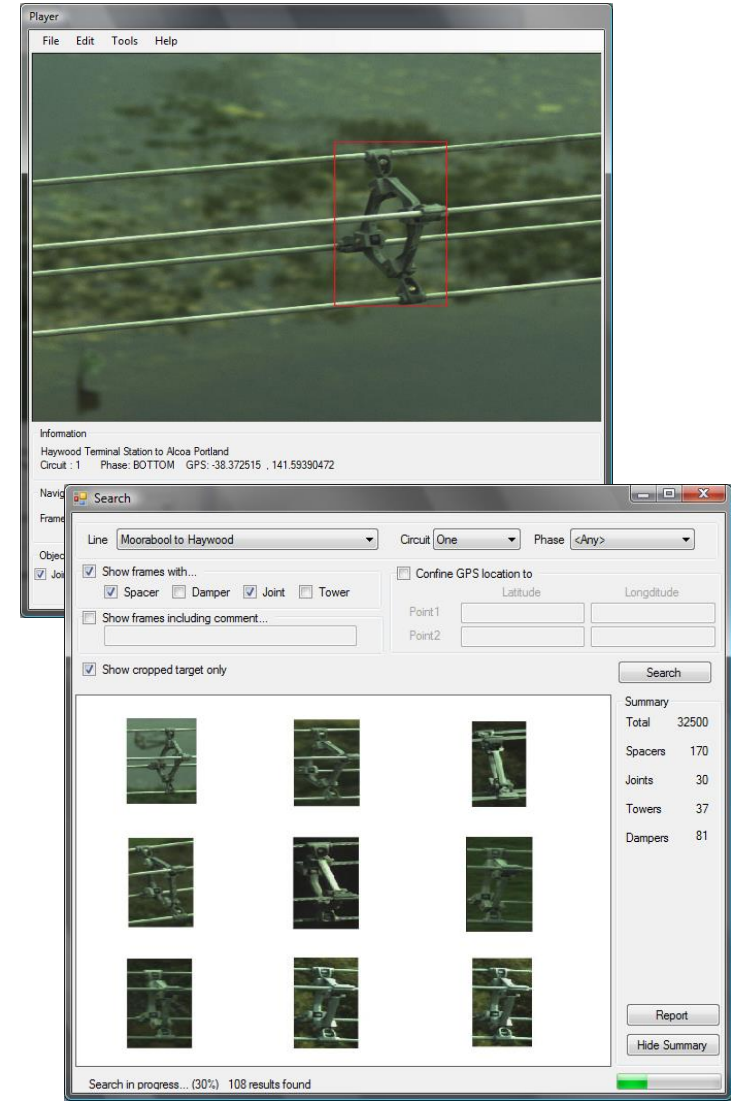 Player
File Edit Tools Help
Information
Haywood Terminal Station to Alcoa Portland
Circuit : 1 Phase: BOTTOM GPS: -38.372515 , 141.59390472
Navig
Frame
Objec
Joi
Search
Line Moorabool to Haywood Circuit One Phase <Any>
Show frames with... Confine GPS location to
Spacer Damper Joint Tower Latitude Longditude
Show frames including comment... Point1
Point2
Show cropped target only Search
Summary
Total 32500
Spacers 170
Joints 30
Towers 37
Dampers 81
Report
Hide Summary
Search in progress... (30%) 108 results found